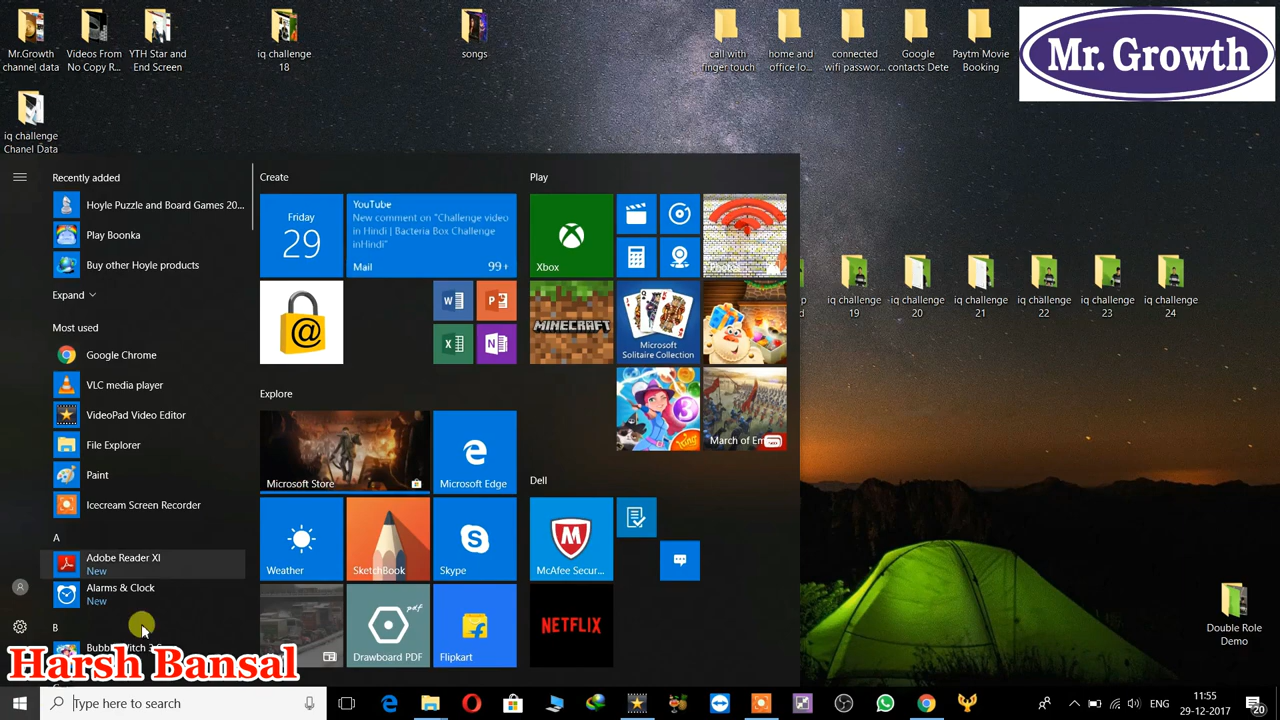 Mr.Growth
channel data
Videos From
No Copy R...
YTH Star and
End Screen
iq challenge
18
songs
call with
finger touch
home and
office lo...
connected
wifi passwor...
Google
contacts Dete
Paytm Movie
Booking
Mr. Growth
iq challenge
Chanel Data
Recently added
Hoyle Puzzle and Board Games 20...
Play Boonka
Buy other Hoyle products
Expand
Most used
Google Chrome
VLC media player
VideoPad Video Editor
File Explorer
Paint
Icecream Screen Recorder
A
Adobe Reader XI
New
Alarms & Clock
New
B
Create
Friday
29
YouTube
New comment on "Challenge video
in Hindi | Bacteria Box Challenge
inHindi"
Mail
99+
Explore
Microsoft Store
Microsoft Edge
Weather
SketchBook
Skype
Drawboard PDF
Flipkart
Play
Xbox
MINECRAFT
Microsoft
Solitaire Collection
King
March of Em
Dell
McAfee Secur...
NETFLIX
iq challenge
19
iq challenge
20
iq challenge
21
iq challenge
22
iq challenge
23
iq challenge
24
Double Role
Demo
Harsh Bansal
Type here to search
ENG
11:55
29-12-2017
20